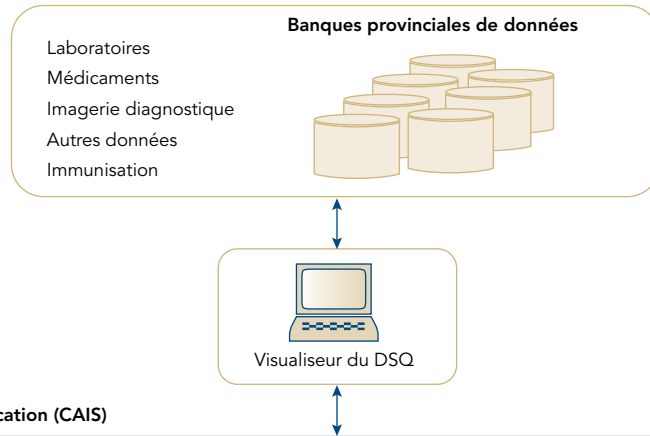 Banques provinciales de données
Laboratoires
Médicaments
Imagerie diagnostique
Autres données
Immunisation
Visualiseur du DSQ
cation (CAIS)